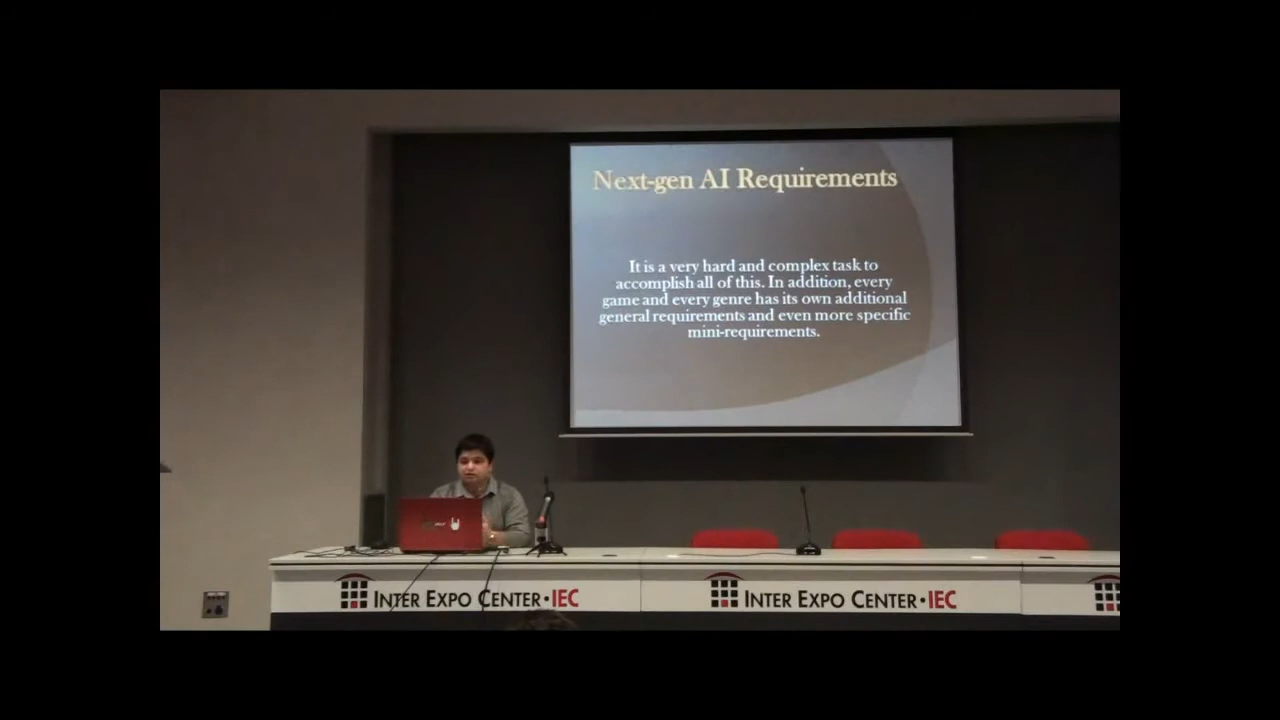 Next-gen AI Requirements
It is a very hard and complex task to
accomplish all of this. In addition, every
game and every genre has its own additional
general requirements and even more specific
mini-requirements.
INTER EXPO CENTER•IEC
INTER EXPO CENTER•IEC